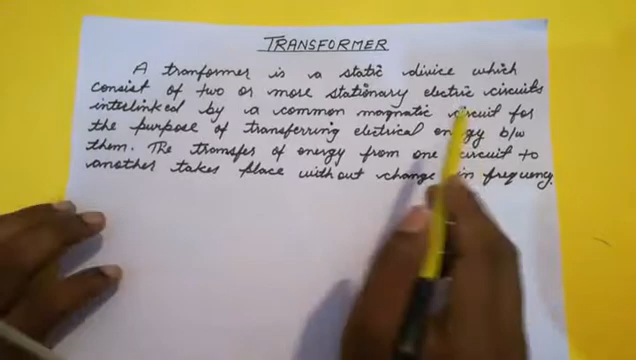 TRANSFORMER
A tranformer is a static divice which
consist of two or more stationary electric circuits
interlinked by a common magnatic circuit for
the purpose of transferring electrical energy b/w
them. The transfer of energy from one circuit to
another takes place without change in frequency.